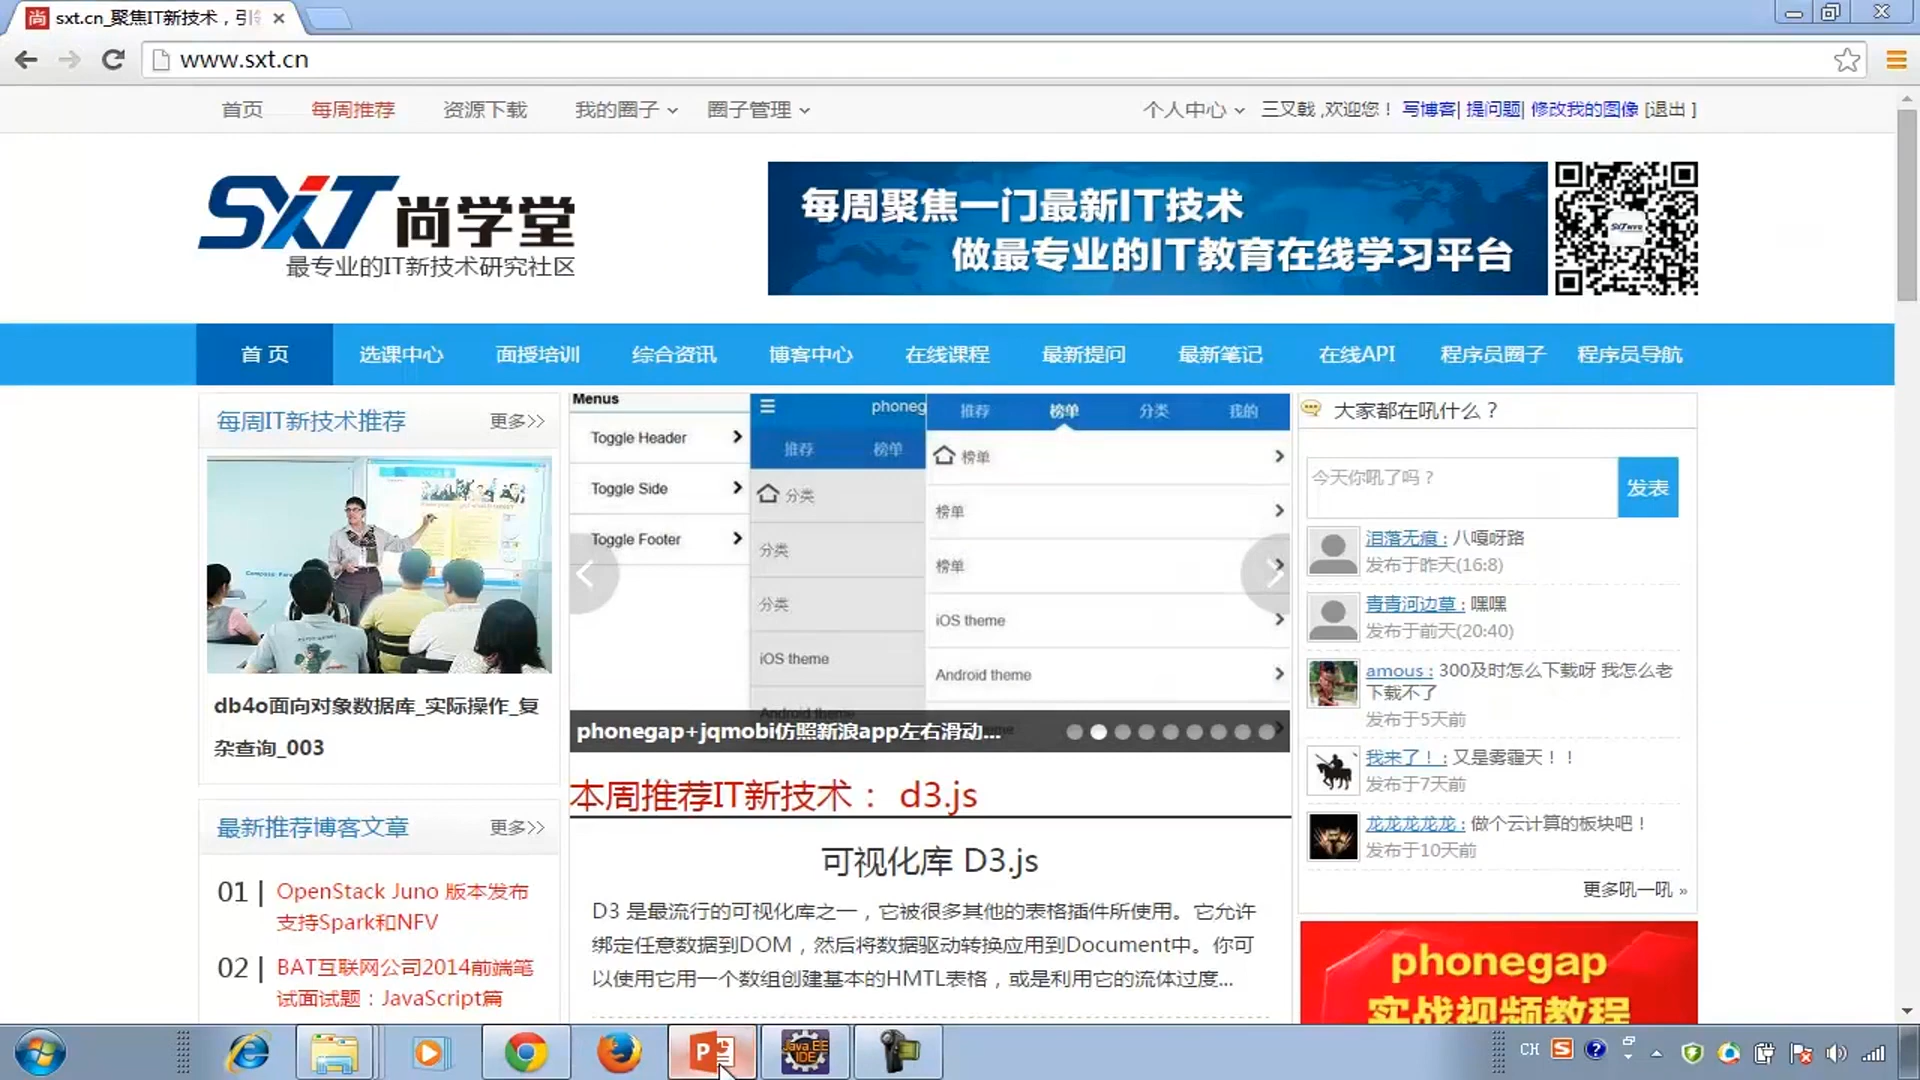 sxt.cn_聚焦IT新技术，引
www.sxt.cn
首页 每周推荐 资源下载 我的圈子 圈子管理 个人中心 三叉戟 ,欢迎您！ 写博客| 提问题| 修改我的图像 [退出 ]
SXT 尚学堂
最专业的IT新技术研究社区
每周聚焦一门最新IT技术
做最专业的IT教育在线学习平台
首 页 选课中心 面授培训 综合资讯 博客中心 在线课程 最新提问 最新笔记 在线API 程序员圈子 程序员导航
每周IT新技术推荐 更多>>
db4o面向对象数据库_实际操作_复
杂查询_003
最新推荐博客文章 更多>>
01 | OpenStack Juno 版本发布
支持Spark和NFV
02 | BAT互联网公司2014前端笔
试面试题：JavaScript篇
Menus
Toggle Header
Toggle Side
Toggle Footer
phoneg
推荐 榜单
分类
分类
分类
iOS theme
Android theme
推荐 榜单 分类 我的
榜单
榜单
榜单
iOS theme
Android theme
phonegap+jqmobi仿照新浪app左右滑动...
本周推荐IT新技术： d3.js
可视化库 D3.js
D3 是最流行的可视化库之一，它被很多其他的表格插件所使用。它允许
绑定任意数据到DOM，然后将数据驱动转换应用到Document中。你可
以使用它用一个数组创建基本的HMTL表格，或是利用它的流体过度...
大家都在吼什么？
今天你吼了吗？
发表
泪落无痕 : 八嘎呀路
发布于昨天(16:8)
青青河边草 : 嘿嘿
发布于前天(20:40)
amous : 300及时怎么下载呀 我怎么老
下载不了
发布于5天前
我来了！ : 又是雾霾天！！
发布于7天前
龙龙龙龙龙 : 做个云计算的板块吧！
发布于10天前
更多吼一吼 »
phonegap
实战视频教程
Java EE
IDE
CH